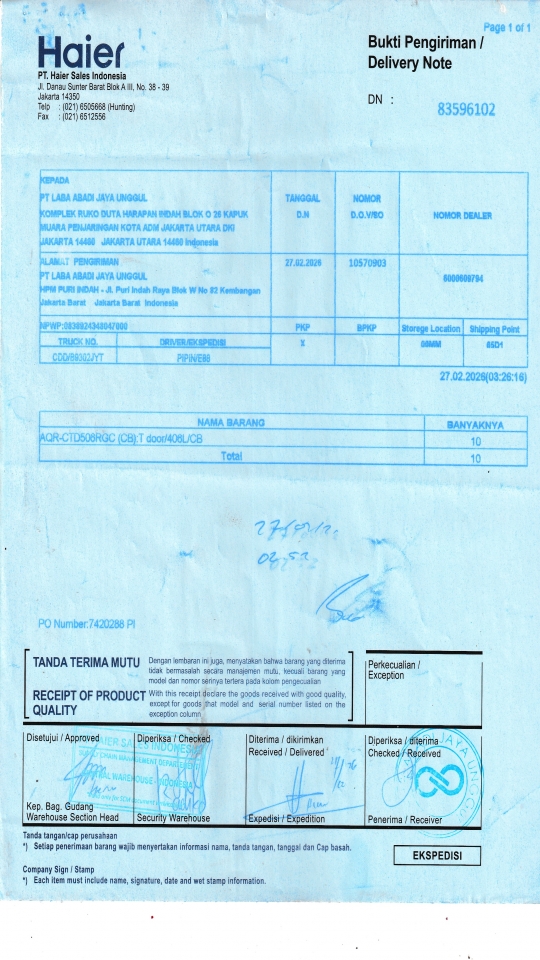 Page 1 of 1
Haier
Bukti Pengiriman /
Delivery Note
PT. Haier Sales Indonesia
Jl. Danau Sunter Barat Blok A III, No. 38 - 39
Jakarta 14350
Telp : (021) 6505668 (Hunting)
Fax : (021) 6512556
DN : 83596102
KEPADA
PT LABA ABADI JAYA UNGGUL
KOMPLEK RUKO DUTA HARAPAN INDAH BLOK O 26 KAPUK
MUARA PENJARINGAN KOTA ADM JAKARTA UTARA DKI
JAKARTA 14460 JAKARTA UTARA 14460 Indonesia
TANGGAL
D.N
NOMOR
D.O.V/SO
NOMOR DEALER
ALAMAT PENGIRIMAN
PT LABA ABADI JAYA UNGGUL
HPM PURI INDAH - Jl. Puri Indah Raya Blok W No 82 Kembangan
Jakarta Barat Jakarta Barat Indonesia
27.02.2026
10570903
PKP
BPKP
Storege Location
Shipping Point
TRUCK NO.
DRIVER/EKSPEDISI
X
PIPIN/E88
27.02.2026(03:26:16)
NAMA BARANG
BANYAKNYA
AQR-CTD508RGC (CB):T door/406L/CB
10
Total
10
PO Number:7420286 PI
TANDA TERIMA MUTU
Dengan lembaran ini juga, menyatakan bahwa barang yang diterima
tidak bermasalah secara manajemen mutu, kecuali barang yang
model dan nomor serinya tertera pada kolom pengecualian
RECEIPT OF PRODUCT
QUALITY
With this receipt declare the goods received with good quality,
except for goods that model and serial number listed on the
exception column
Perkecualian /
Exception
Disetujui / Approved
Diperiksa / Checked
Diterima / dikirimkan
Received / Delivered
Diperiksa / diterima
Checked / Received
Kep. Bag. Gudang
Warehouse Section Head
Security Warehouse
Expedisi / Expedition
Penerima / Receiver
Tanda tangan/cap perusahaan
*) Setiap penerimaan barang wajib menyertakan informasi nama, tanda tangan, tanggal dan Cap basah.
EKSPEDISI
Company Sign / Stamp
*) Each item must include name, signature, date and wet stamp information.